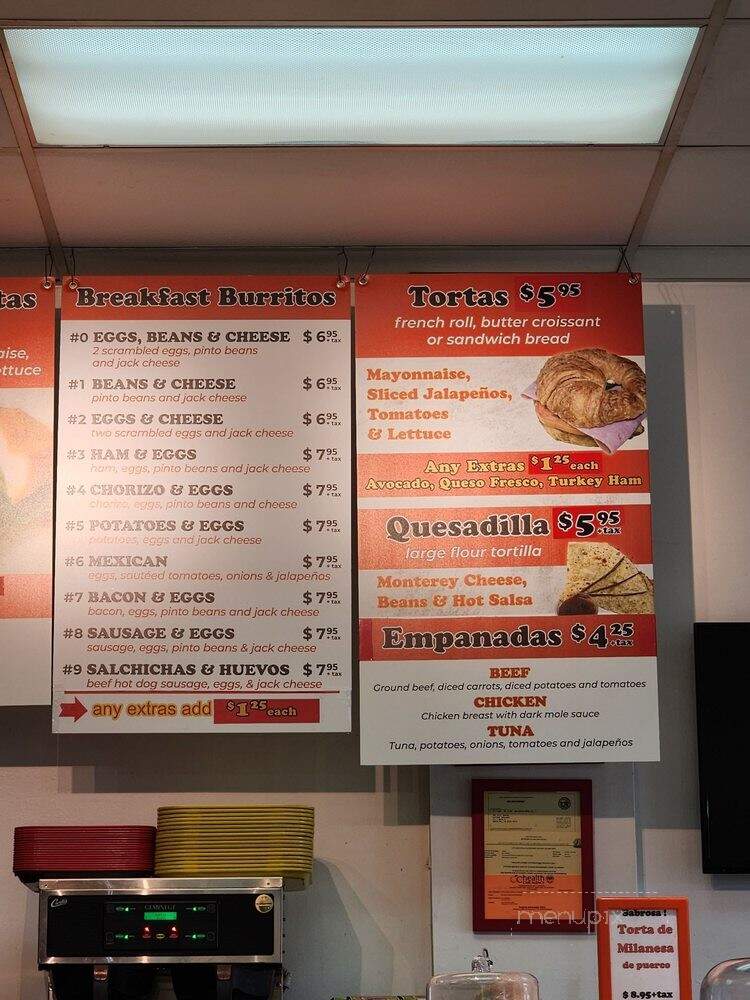 tas
aise,
ettuce
Breakfast Burritos
#0 EGGS, BEANS & CHEESE $6.95 +tax
2 scrambled eggs, pinto beans
and jack cheese
#1 BEANS & CHEESE $6.95 +tax
pinto beans and jack cheese
#2 EGGS & CHEESE $6.95 +tax
two scrambled eggs and jack cheese
#3 HAM & EGGS $7.95 +tax
ham, eggs, pinto beans and jack cheese
#4 CHORIZO & EGGS $7.95 +tax
chorizo, eggs, pinto beans and cheese
#5 POTATOES & EGGS $7.95 +tax
potatoes, eggs and jack cheese
#6 MEXICAN $7.95 +tax
eggs, sautéed tomatoes, onions & jalapeñas
#7 BACON & EGGS $7.95 +tax
bacon, eggs, pinto beans and jack cheese
#8 SAUSAGE & EGGS $7.95 +tax
sausage, eggs, pinto beans & jack cheese
#9 SALCHICHAS & HUEVOS $7.95 +tax
beef hot dog sausage, eggs, & jack cheese
any extras add $1.25 each
Tortas $5.95
french roll, butter croissant
or sandwich bread
Mayonnaise,
Sliced Jalapeños,
Tomatoes
& Lettuce
Any Extras $1.25 each
Avocado, Queso Fresco, Turkey Ham
Quesadilla $5.95 +tax
large flour tortilla
Monterey Cheese,
Beans & Hot Salsa
Empanadas $4.25 +tax
BEEF
Ground beef, diced carrots, diced potatoes and tomatoes
CHICKEN
Chicken breast with dark mole sauce
TUNA
Tuna, potatoes, onions, tomatoes and jalapeños
Curtis
GEMINI
health
menupix
Sabrosa!
Torta de
Milanesa
de puerco
$8.95+tax